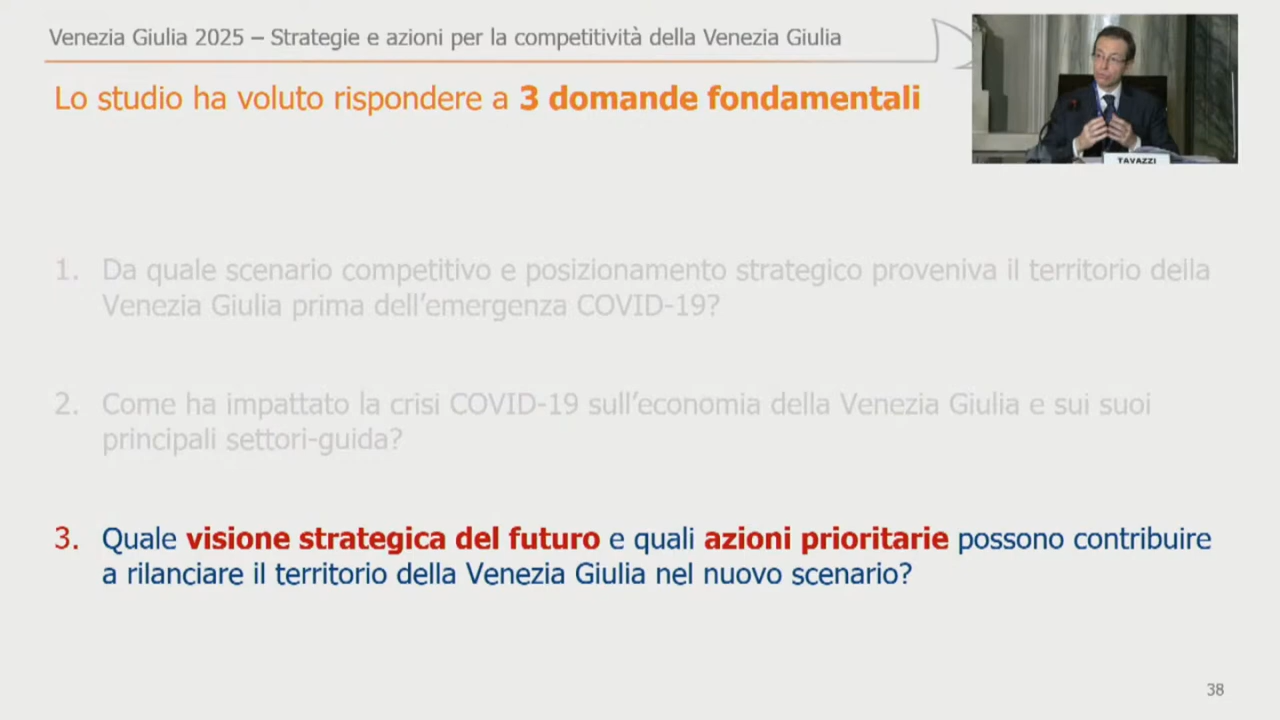 Venezia Giulia 2025 – Strategie e azioni per la competitività della Venezia Giulia
Lo studio ha voluto rispondere a 3 domande fondamentali
TAVAZZI
1. Da quale scenario competitivo e posizionamento strategico proveniva il territorio della
Venezia Giulia prima dell'emergenza COVID-19?
2. Come ha impattato la crisi COVID-19 sull'economia della Venezia Giulia e sui suoi
principali settori-guida?
3. Quale visione strategica del futuro e quali azioni prioritarie possono contribuire
a rilanciare il territorio della Venezia Giulia nel nuovo scenario?
38